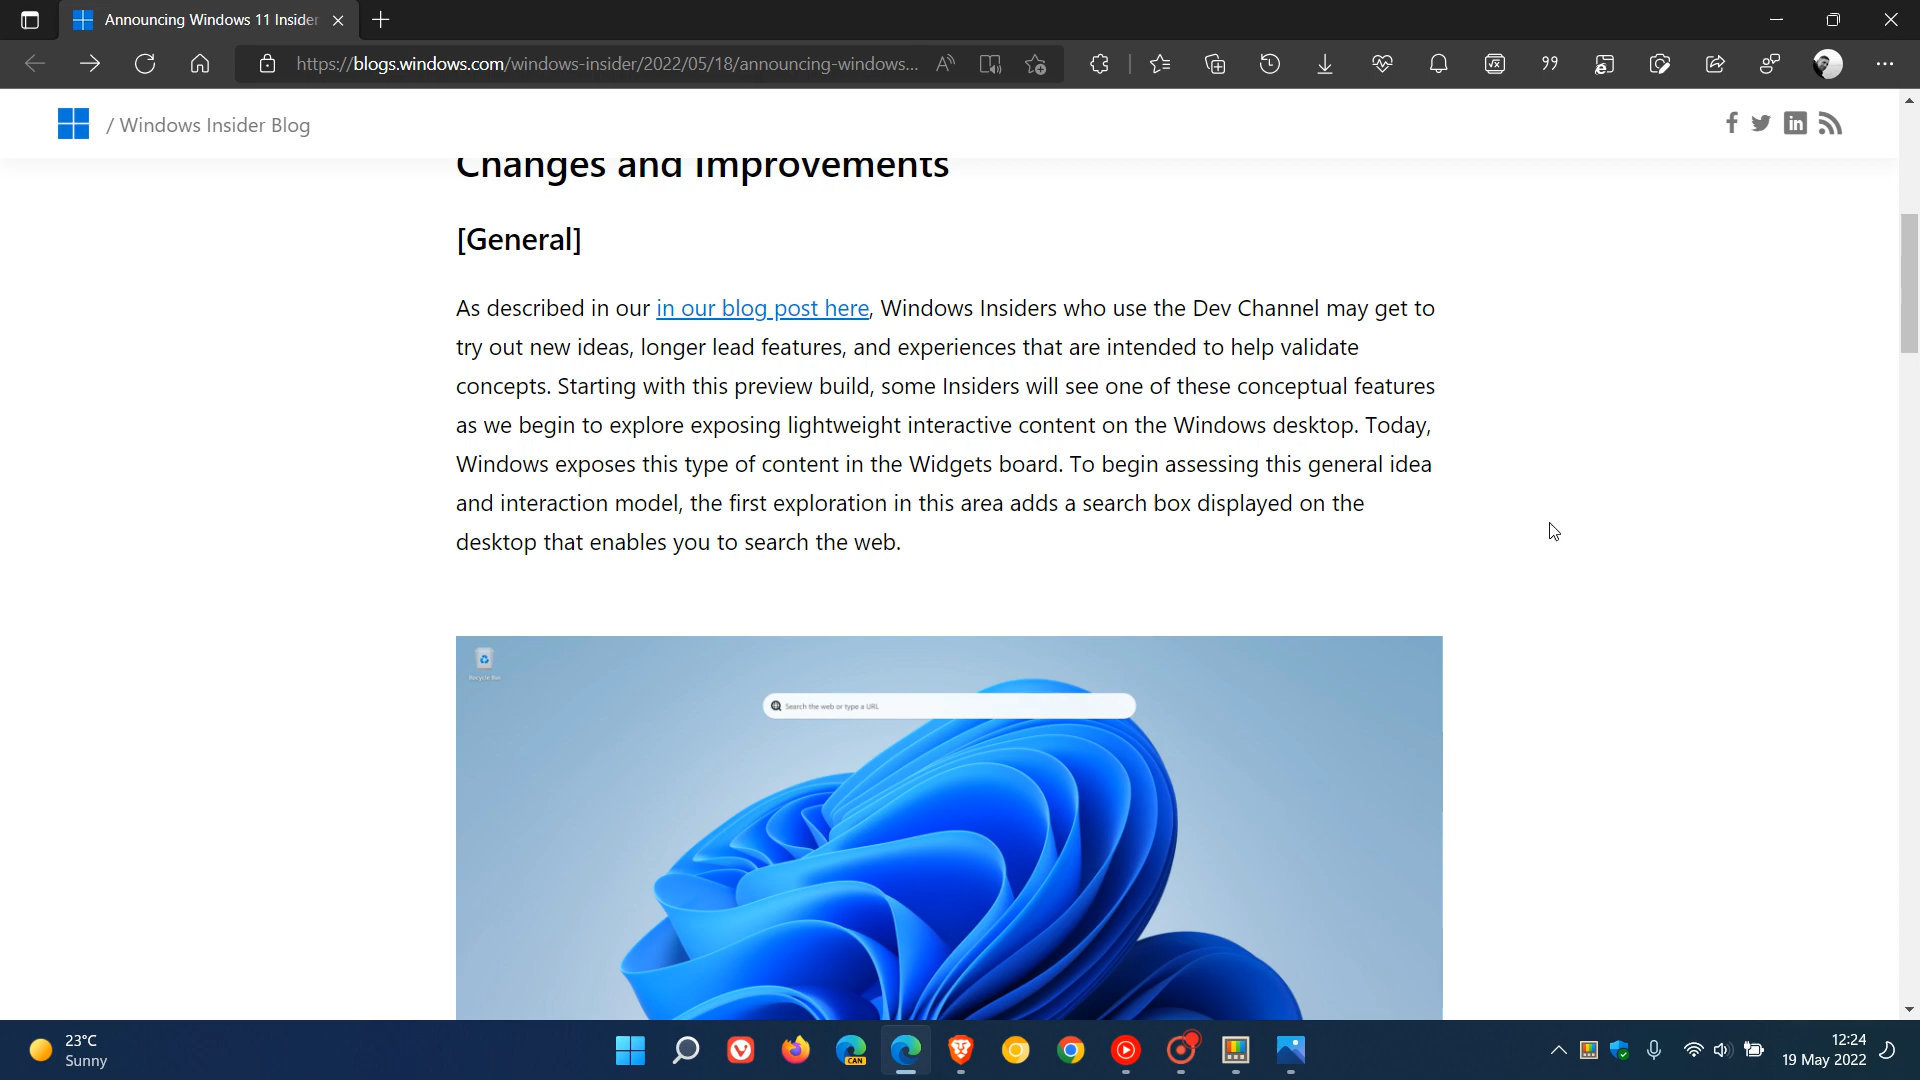 Announcing Windows 11 Insider
https://blogs.windows.com/windows-insider/2022/05/18/announcing-windows...
/ Windows Insider Blog
Changes and Improvements
[General]
As described in our in our blog post here, Windows Insiders who use the Dev Channel may get to
try out new ideas, longer lead features, and experiences that are intended to help validate
concepts. Starting with this preview build, some Insiders will see one of these conceptual features
as we begin to explore exposing lightweight interactive content on the Windows desktop. Today,
Windows exposes this type of content in the Widgets board. To begin assessing this general idea
and interaction model, the first exploration in this area adds a search box displayed on the
desktop that enables you to search the web.
Recycle Bin
Search the web or type a URL
23°C
Sunny
CAN
12:24
19 May 2022